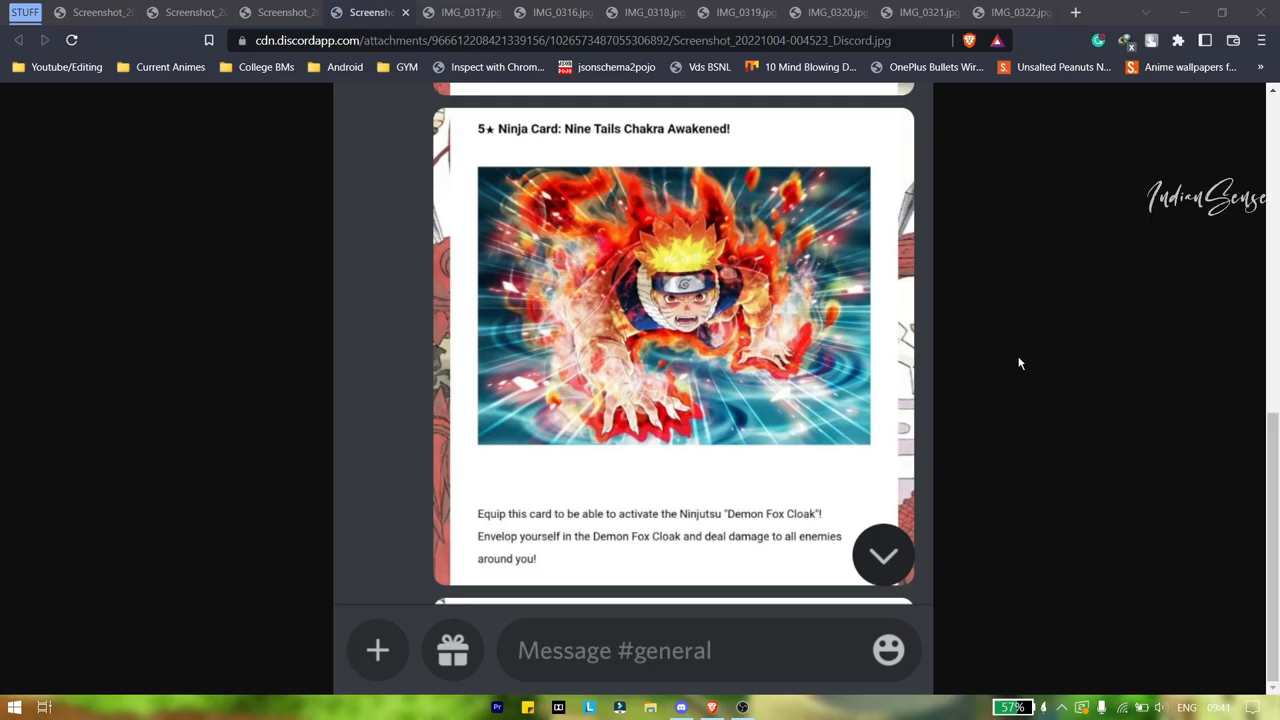 STUFF
Screenshot_20
Screenshot_20
Screenshot_20
Screensho
IMG_0317.jpg
IMG_0316.jpg
IMG_0318.jpg
IMG_0319.jpg
IMG_0320.jpg
IMG_0321.jpg
IMG_0322.jpg
cdn.discordapp.com/attachments/966612208421339156/1026573487055306892/Screenshot_20221004-004523_Discord.jpg
Youtube/Editing
Current Animes
College BMs
Android
GYM
Inspect with Chrom...
jsonschema2pojo
Vds BSNL
10 Mind Blowing D...
OnePlus Bullets Wir...
Unsalted Peanuts N...
Anime wallpapers f...
5★ Ninja Card: Nine Tails Chakra Awakened!
IndianSense
Equip this card to be able to activate the Ninjutsu "Demon Fox Cloak"!
Envelop yourself in the Demon Fox Cloak and deal damage to all enemies
around you!
Message #general
57%
ENG
09:41